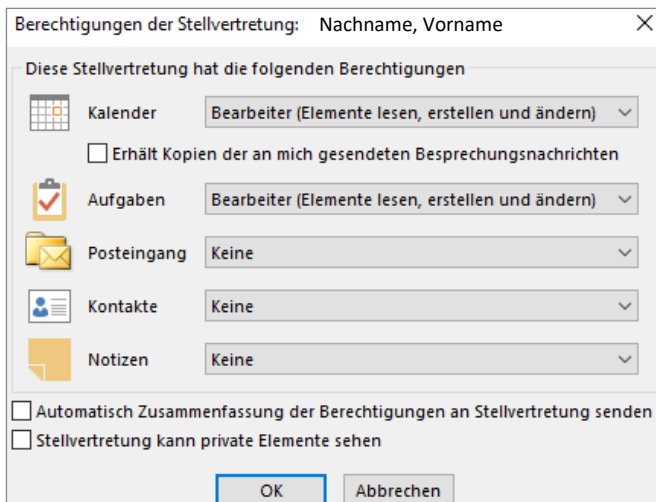 Berechtigungen der Stellvertretung: Nachname, Vorname
Diese Stellvertretung hat die folgenden Berechtigungen
Kalender Bearbeiter (Elemente lesen, erstellen und ändern)
Erhält Kopien der an mich gesendeten Besprechungsnachrichten
Aufgaben Bearbeiter (Elemente lesen, erstellen und ändern)
Posteingang Keine
Kontakte Keine
Notizen Keine
Automatisch Zusammenfassung der Berechtigungen an Stellvertretung senden
Stellvertretung kann private Elemente sehen
OK Abbrechen